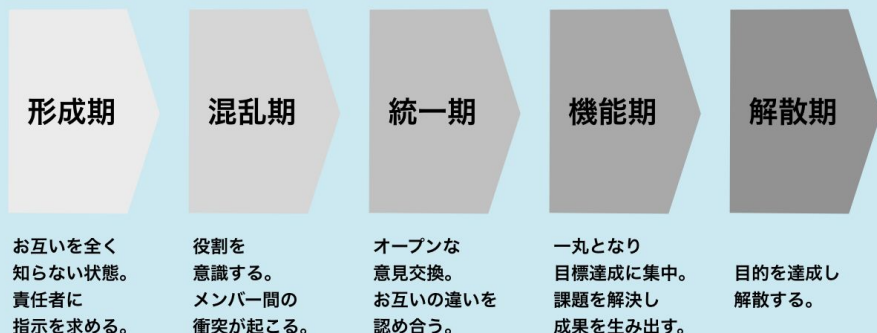 形成期
混乱期
統一期
機能期
解散期
お互いを全く
知らない状態。
責任者に
指示を求める。
役割を
意識する。
メンバー間の
衝突が起こる。
オープンな
意見交換。
お互いの違いを
認め合う。
一丸となり
目標達成に集中。
課題を解決し
成果を生み出す。
目的を達成し
解散する。